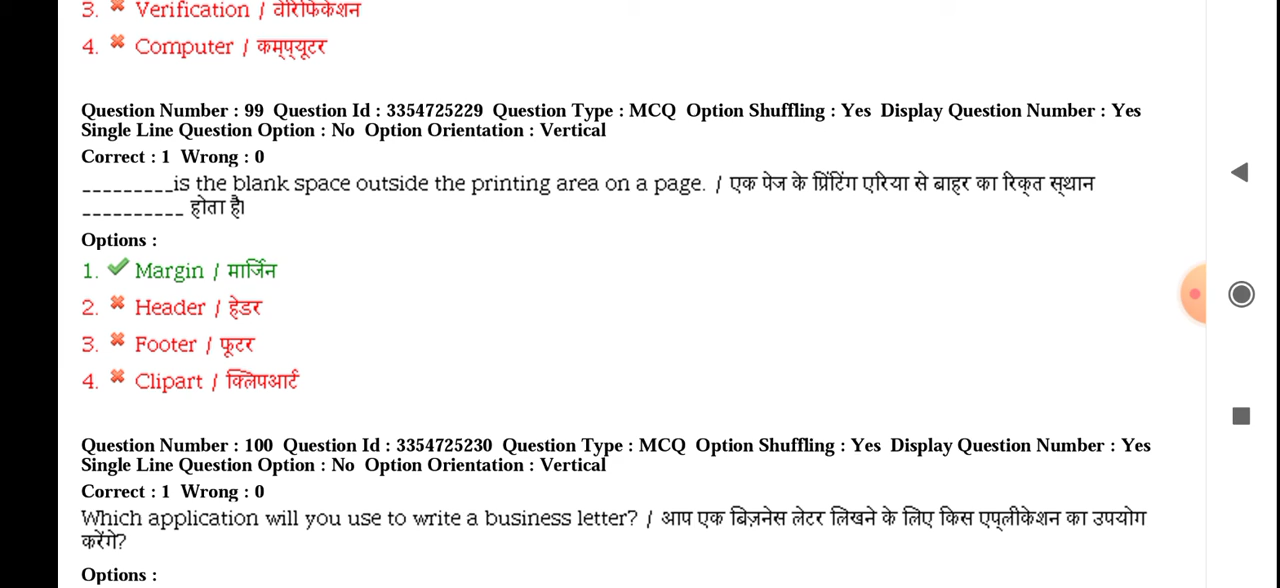 3. Verification / वेरिफिकेशन
4. Computer / कम्प्यूटर
Question Number : 99 Question Id : 3354725229 Question Type : MCQ Option Shuffling : Yes Display Question Number : Yes
Single Line Question Option : No Option Orientation : Vertical
Correct : 1 Wrong : 0
_________is the blank space outside the printing area on a page. / एक पेज के प्रिंटिंग एरिया से बाहर का रिक्त स्थान
__________ होता है।
Options :
1. Margin / मार्जिन
2. Header / हेडर
3. Footer / फूटर
4. Clipart / क्लिपआर्ट
Question Number : 100 Question Id : 3354725230 Question Type : MCQ Option Shuffling : Yes Display Question Number : Yes
Single Line Question Option : No Option Orientation : Vertical
Correct : 1 Wrong : 0
Which application will you use to write a business letter? / आप एक बिज़नेस लेटर लिखने के लिए किस एप्लीकेशन का उपयोग
करेंगे?
Options :